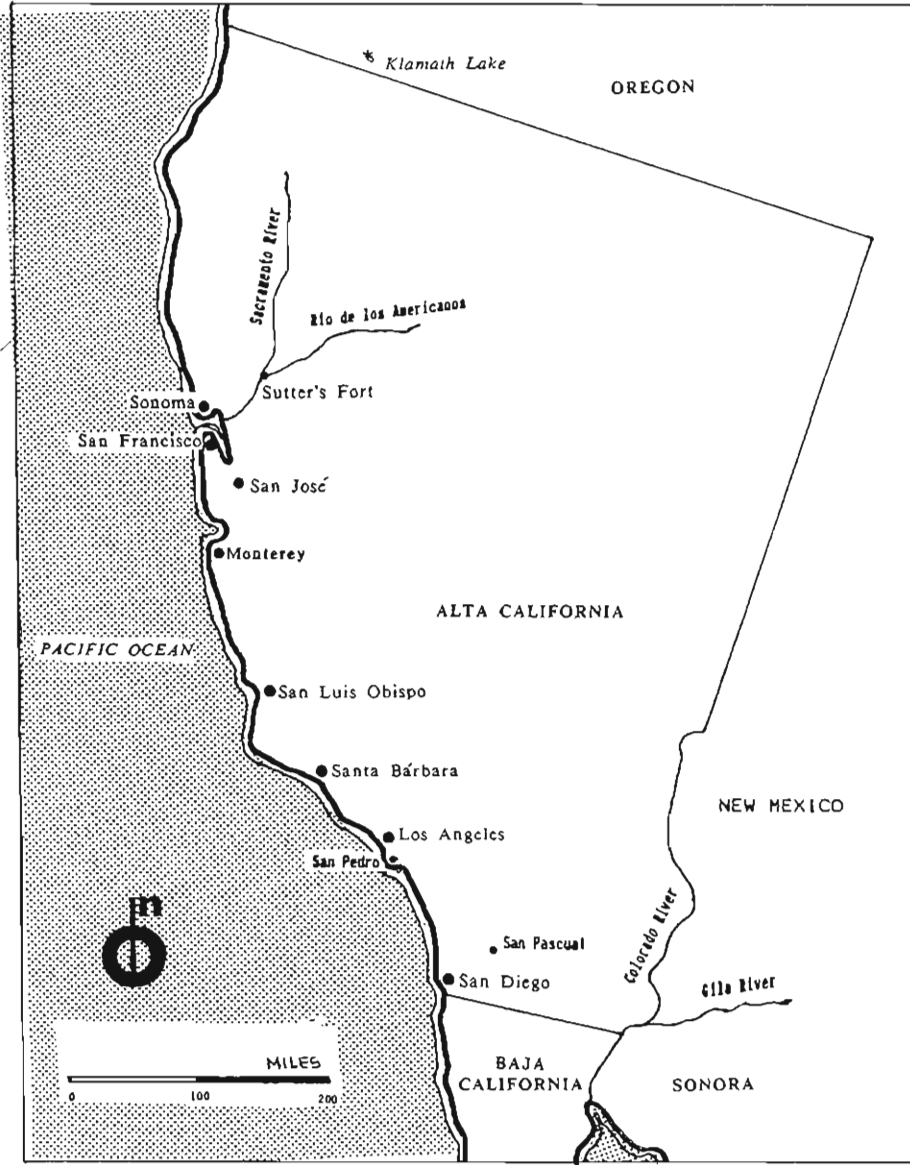 Klamath Lake
OREGON
Sacramento River
Río de los Americanos
Sutter's Fort
Sonoma
San Francisco
San José
Monterey
ALTA CALIFORNIA
PACIFIC OCEAN
San Luis Obispo
Santa Bárbara
NEW MEXICO
Los Angeles
San Pedro
n
Colorado River
San Pascual
San Diego
Gila River
MILES
0 100 200
BAJA
CALIFORNIA
SONORA